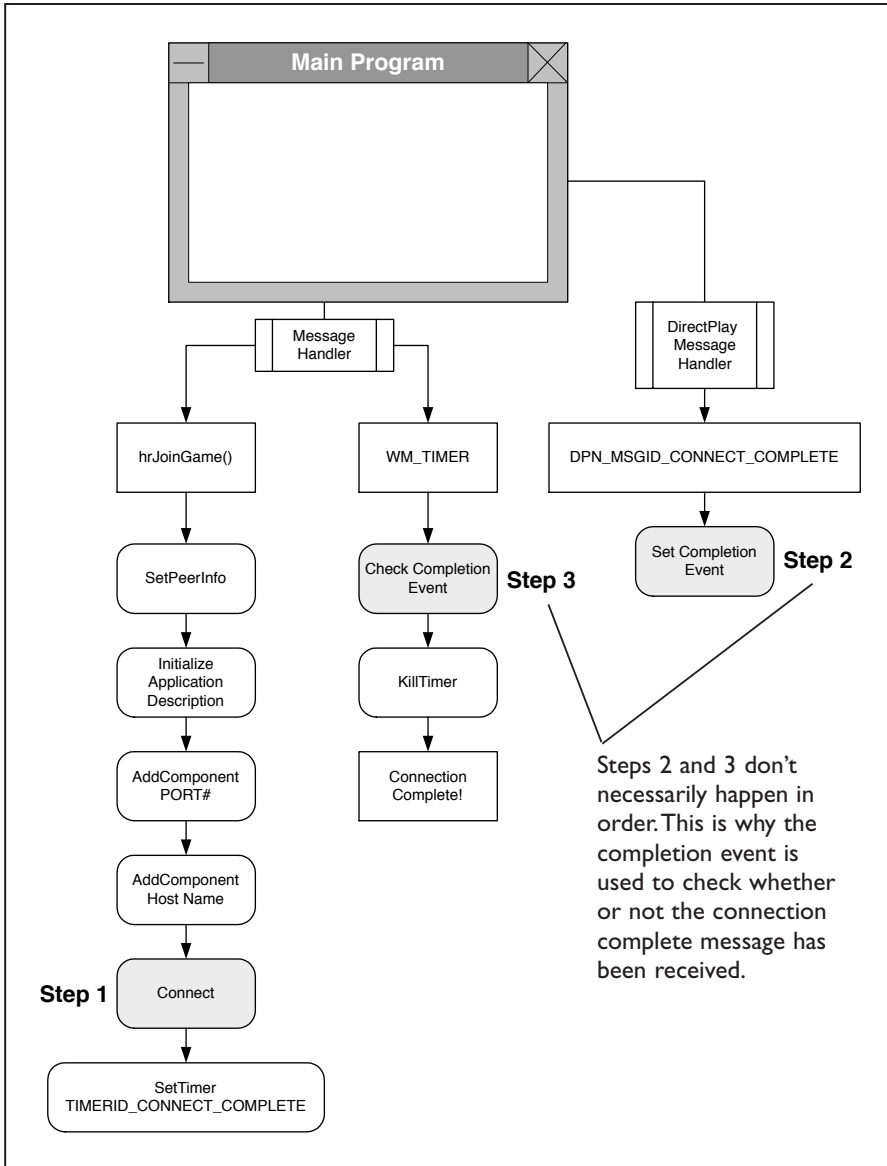 Main Program
Message
Handler
DirectPlay
Message
Handler
hrJoinGame()
WM_TIMER
DPN_MSGID_CONNECT_COMPLETE
SetPeerInfo
Check Completion
Event
Step 3
Set Completion
Event
Step 2
Initialize
Application
Description
KillTimer
AddComponent
PORT#
Connection
Complete!
Steps 2 and 3 don’t
necessarily happen in
order. This is why the
completion event is
used to check whether
or not the connection
complete message has
been received.
AddComponent
Host Name
Step 1
Connect
SetTimer
TIMERID_CONNECT_COMPLETE